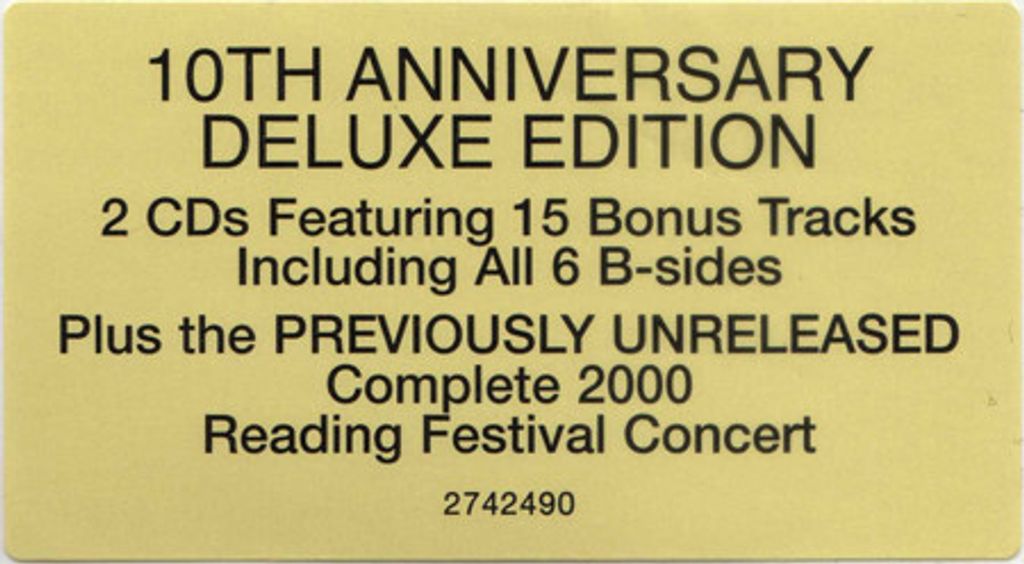 10TH ANNIVERSARY
DELUXE EDITION
2 CDs Featuring 15 Bonus Tracks
Including All 6 B-sides
Plus the PREVIOUSLY UNRELEASED
Complete 2000
Reading Festival Concert
2742490